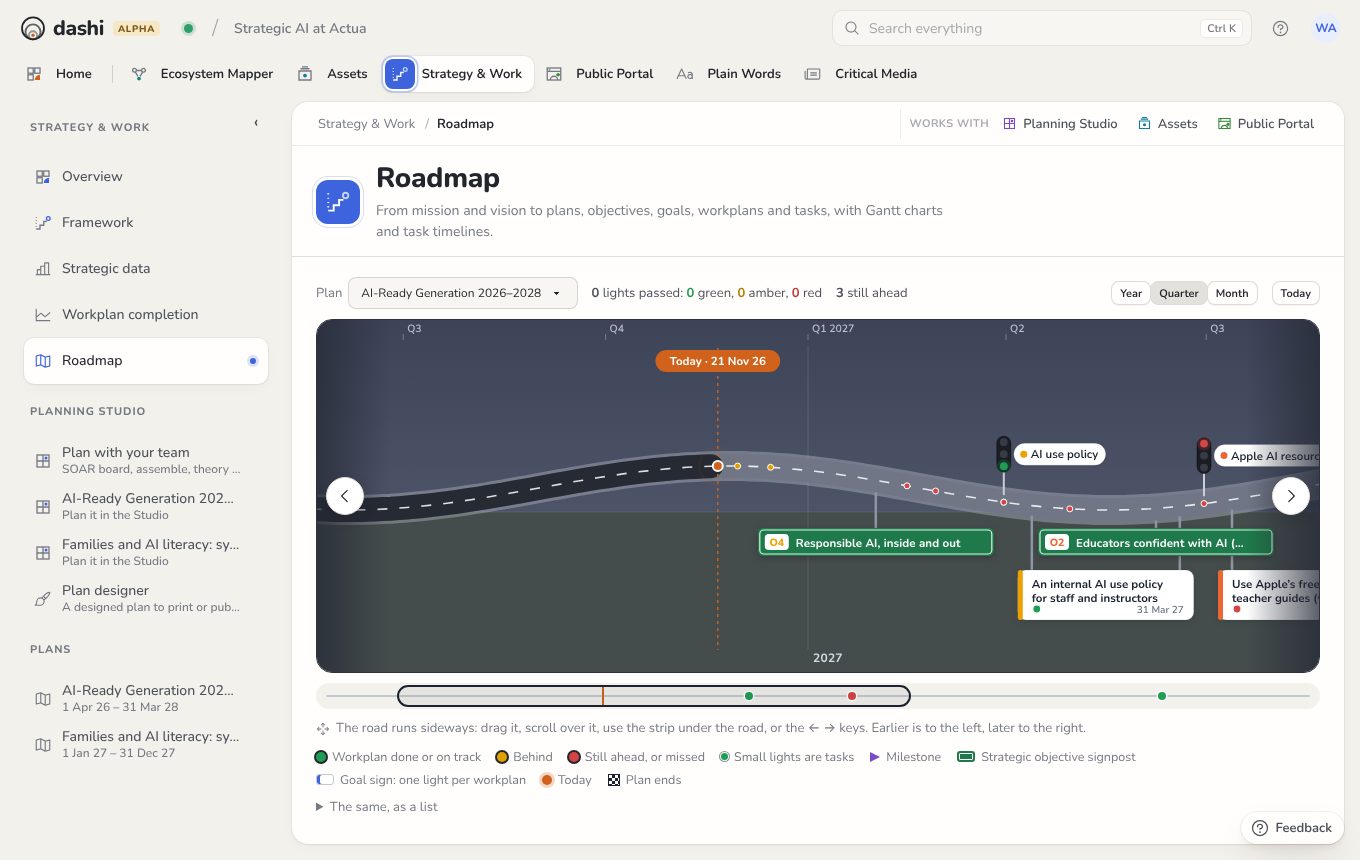 dashi ALPHA / Strategic AI at Actua
Search everything Ctrl K
WA
Home Ecosystem Mapper Assets Strategy & Work Public Portal Aa Plain Words Critical Media
STRATEGY & WORK
Overview
Framework
Strategic data
Workplan completion
Roadmap
PLANNING STUDIO
Plan with your team
SOAR board, assemble, theory ...
AI-Ready Generation 202...
Plan it in the Studio
Families and AI literacy: sy...
Plan it in the Studio
Plan designer
A designed plan to print or pub...
PLANS
AI-Ready Generation 202...
1 Apr 26 – 31 Mar 28
Families and AI literacy: sy...
1 Jan 27 – 31 Dec 27
Strategy & Work / Roadmap
WORKS WITH Planning Studio Assets Public Portal
Roadmap
From mission and vision to plans, objectives, goals, workplans and tasks, with Gantt charts
and task timelines.
Plan AI-Ready Generation 2026–2028 0 lights passed: 0 green, 0 amber, 0 red 3 still ahead
Year Quarter Month Today
Q3 Q4 Q1 2027 Q2 Q3
Today · 21 Nov 26
AI use policy
Apple AI resourc
O4 Responsible AI, inside and out
O2 Educators confident with AI (...
An internal AI use policy
for staff and instructors
31 Mar 27
Use Apple's free
teacher guides (
2027
The road runs sideways: drag it, scroll over it, use the strip under the road, or the ← → keys. Earlier is to the left, later to the right.
Workplan done or on track Behind Still ahead, or missed Small lights are tasks Milestone Strategic objective signpost
Goal sign: one light per workplan Today Plan ends
The same, as a list
Feedback